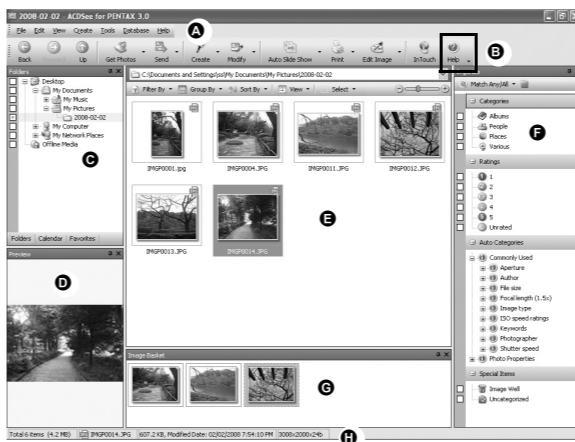 2008-02-02 - ACDSee for PENTAX 3.0
File Edit View Create Tools Database Help
A
Back Forward Up Get Photos Send Create Modify Auto Slide Show Print Edit Image InTouch Help
B
Folders
Desktop
My Documents
My Music
My Pictures
2008-02-02
My Computer
My Network Places
Offline Media
C
Folders Calendar Favorites
Preview
D
C:\Documents and Settings\ss\My Documents\My Pictures\2008-02-02
Filter By Group By Sort By View Select
IMGP0001.jpg IMGP0004.JPG IMGP0011.JPG IMGP0012.JPG
IMGP0013.JPG IMGP0014.JPG
E
Image Basket
G
Match Any/All
Categories
Albums
People
Places
Various
F
Ratings
1
2
3
4
5
Unrated
Auto Categories
Commonly Used
Aperture
Author
File size
Focal length (1.5x)
Image type
ISO speed ratings
Keywords
Photographer
Shutter speed
Photo Properties
Special Items
Image Well
Uncategorized
Total 6 items (4.2 MB) IMGP0014.JPG 607.2 KB, Modified Date: 02/02/2008 7:54:10 PM 3008x2000x24b
H